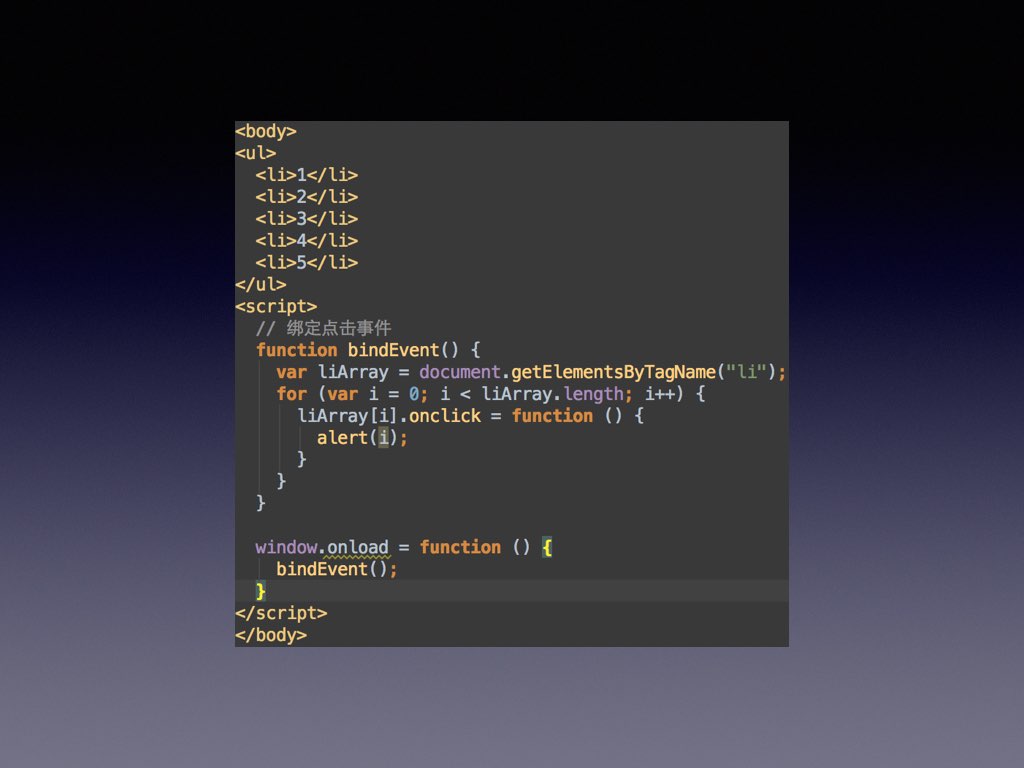 <body>
<ul>
  <li>1</li>
  <li>2</li>
  <li>3</li>
  <li>4</li>
  <li>5</li>
</ul>
<script>
  // 绑定点击事件
  function bindEvent() {
    var liArray = document.getElementsByTagName("li");
    for (var i = 0; i < liArray.length; i++) {
      liArray[i].onclick = function () {
        alert(i);
      }
    }
  }

  window.onload = function () {
    bindEvent();
  }
</script>
</body>